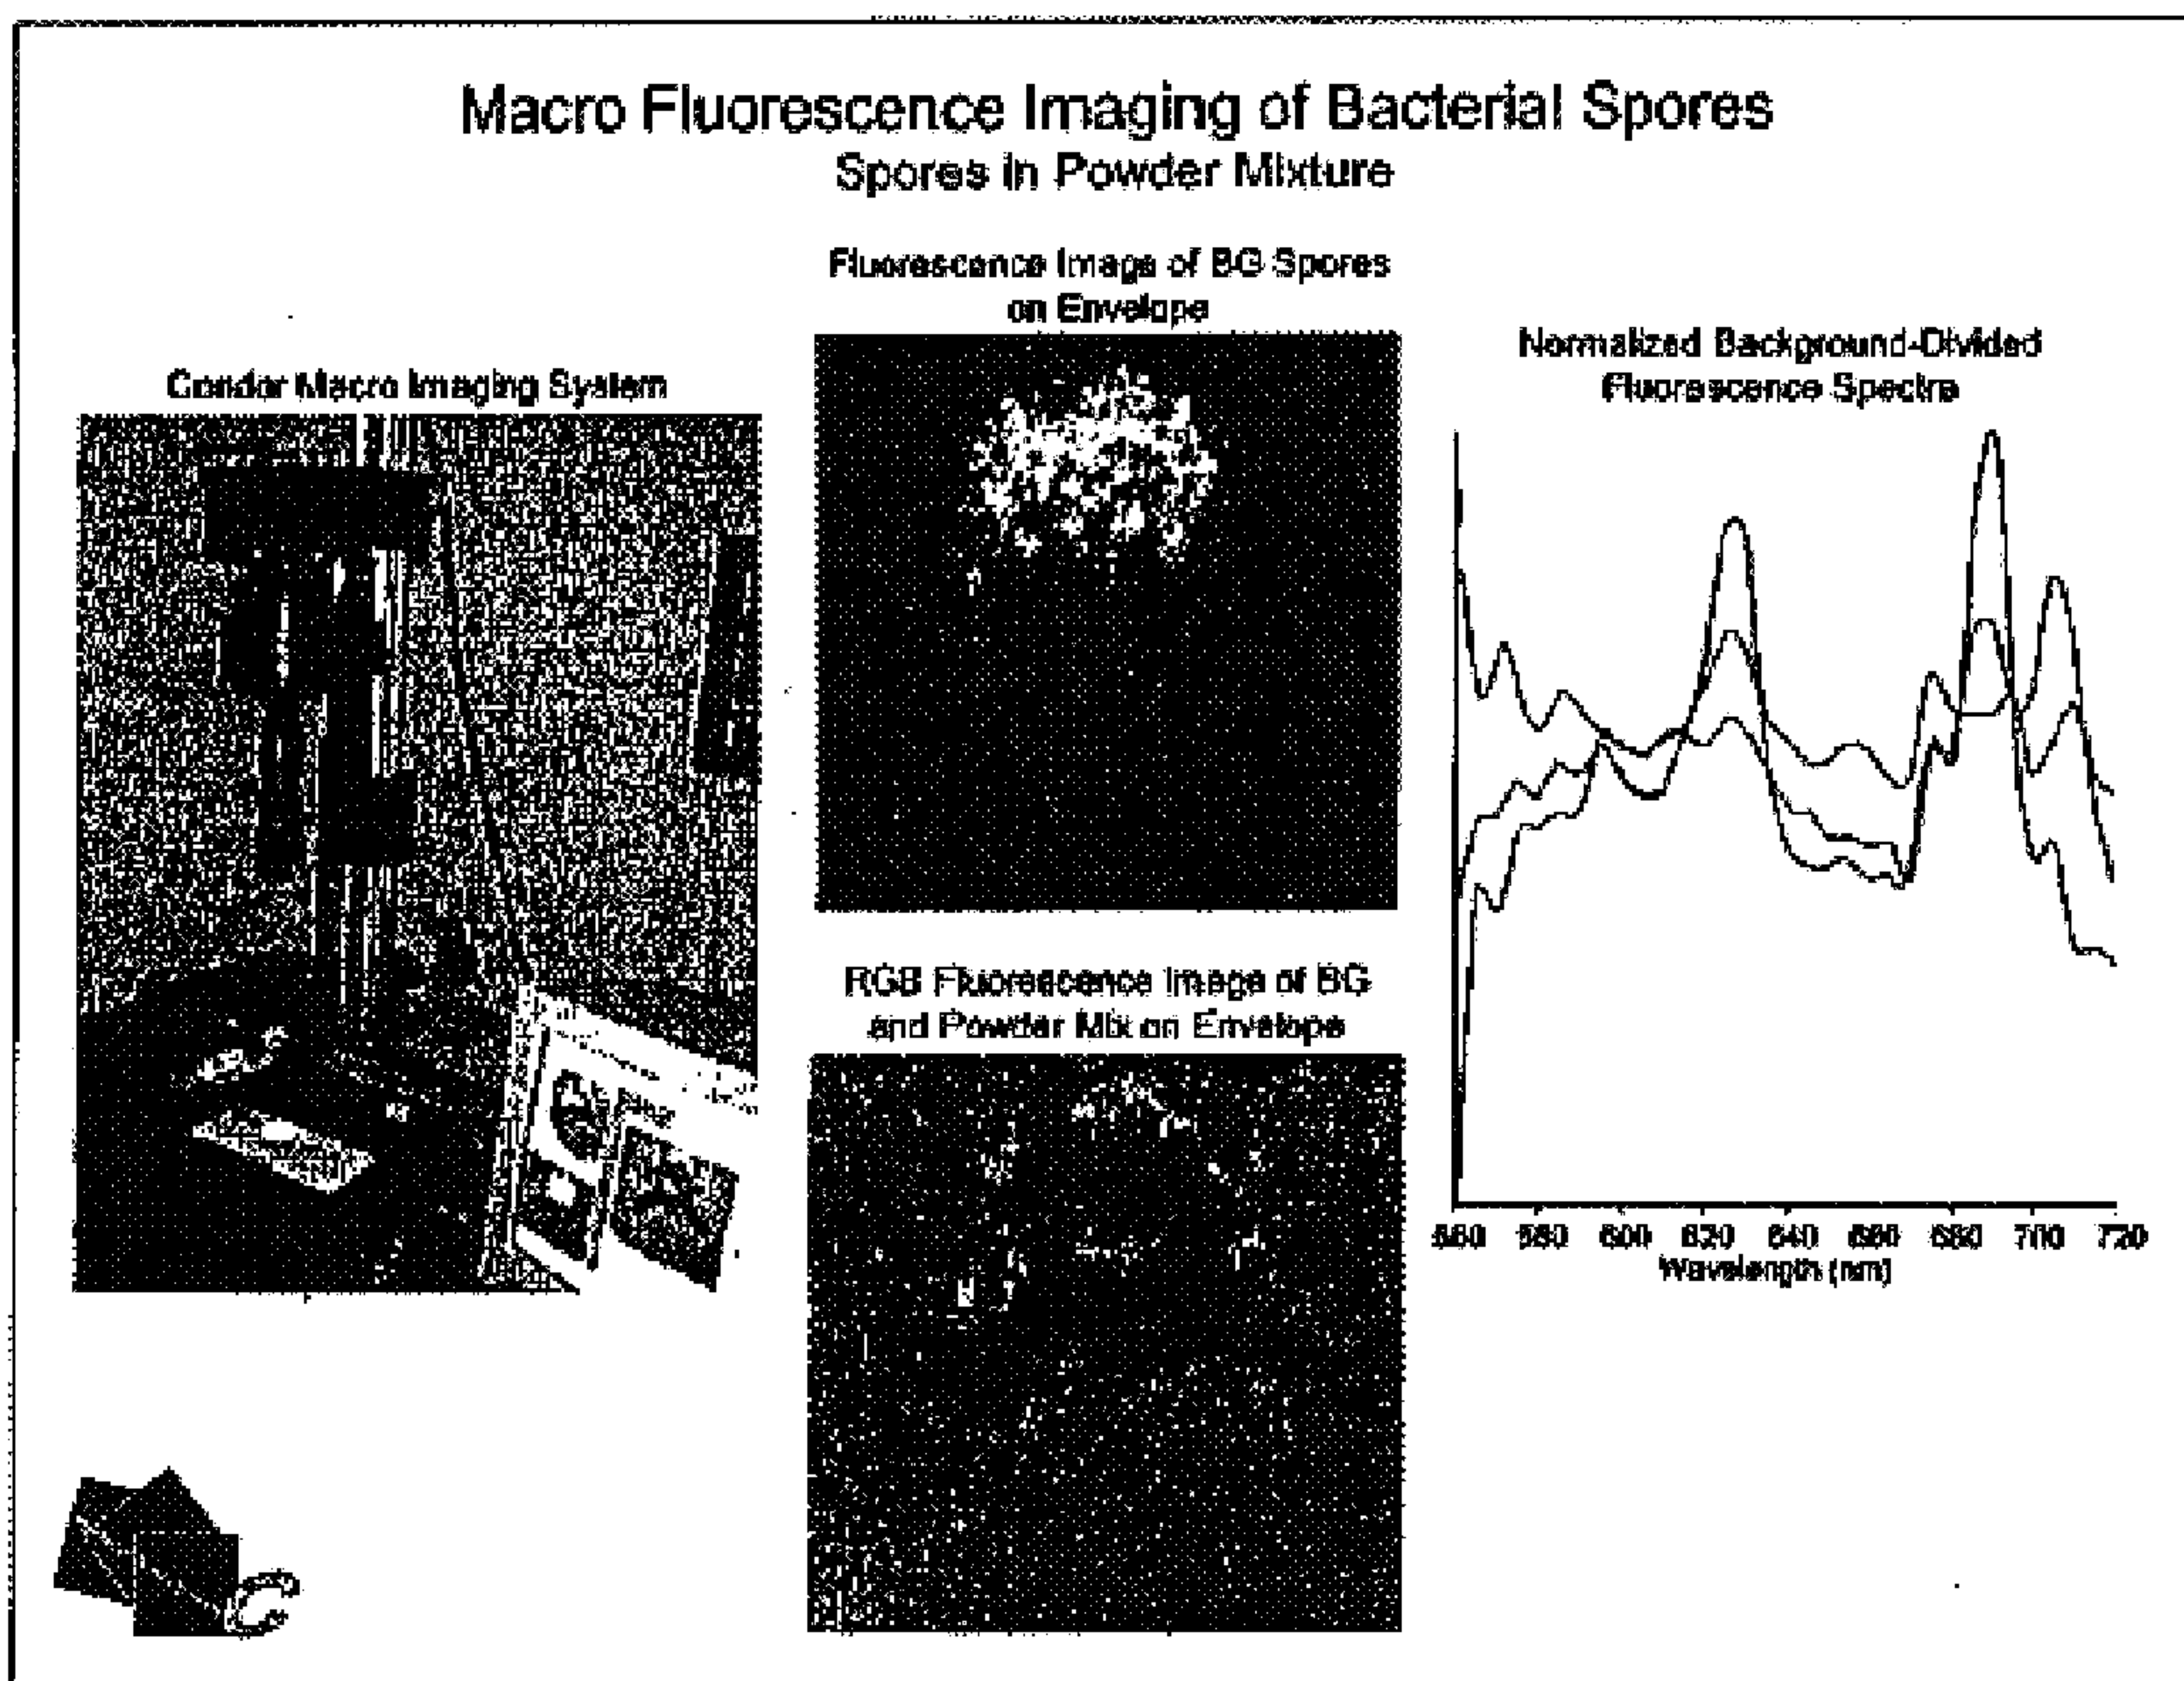 Macro Fluorescence Imaging of Bacterial Spores
Spores in Powder Mixture
Fluorescence Image of BG Spores
on Envelope
Condor Macro Imaging System
Normalized Background-Divided
Fluorescence Spectra
RGB Fluorescence Image of BG
and Powder Mix on Envelope
560 580 600 620 640 660 680 700 720
Wavelength (nm)
C